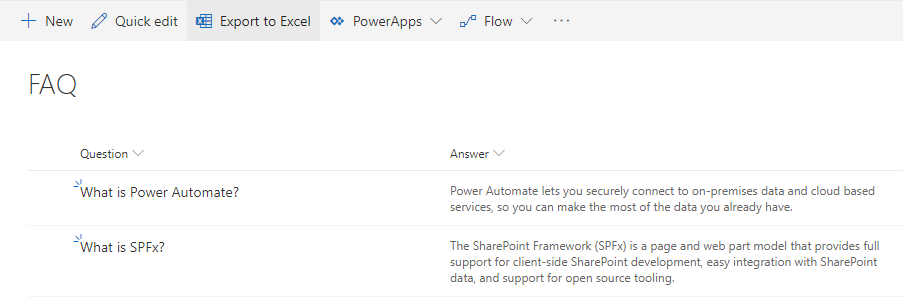 New Quick edit Export to Excel PowerApps Flow ...
FAQ
Question Answer
What is Power Automate? Power Automate lets you securely connect to on-premises data and cloud based
services, so you can make the most of the data you already have.
What is SPFx? The SharePoint Framework (SPFx) is a page and web part model that provides full
support for client-side SharePoint development, easy integration with SharePoint
data, and support for open source tooling.